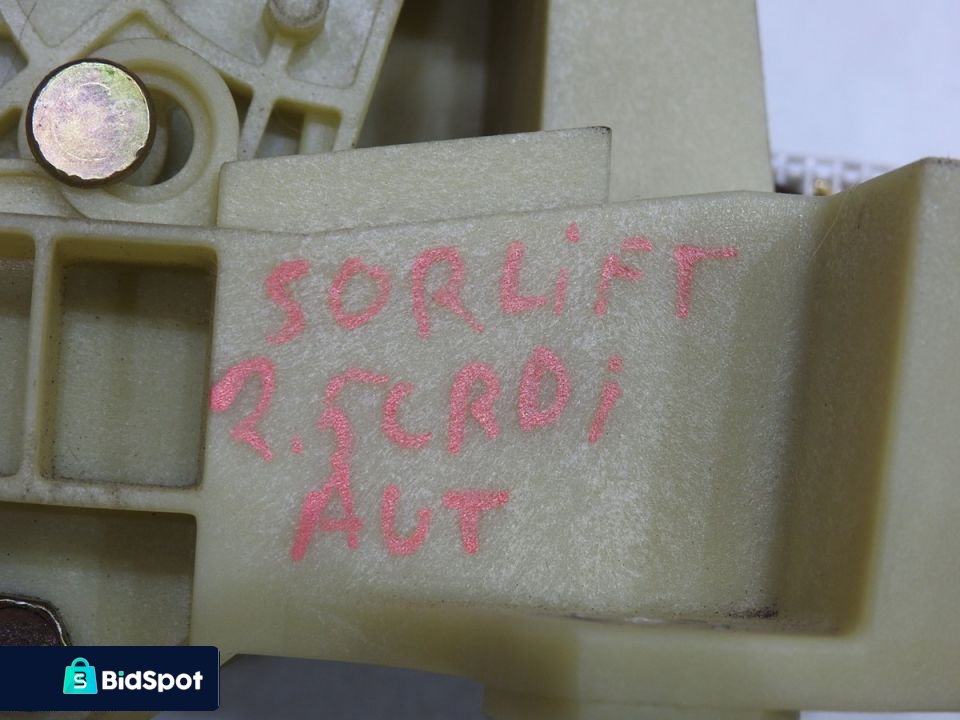 SORLiFT
2.5CRDi
AUT
BidSpot